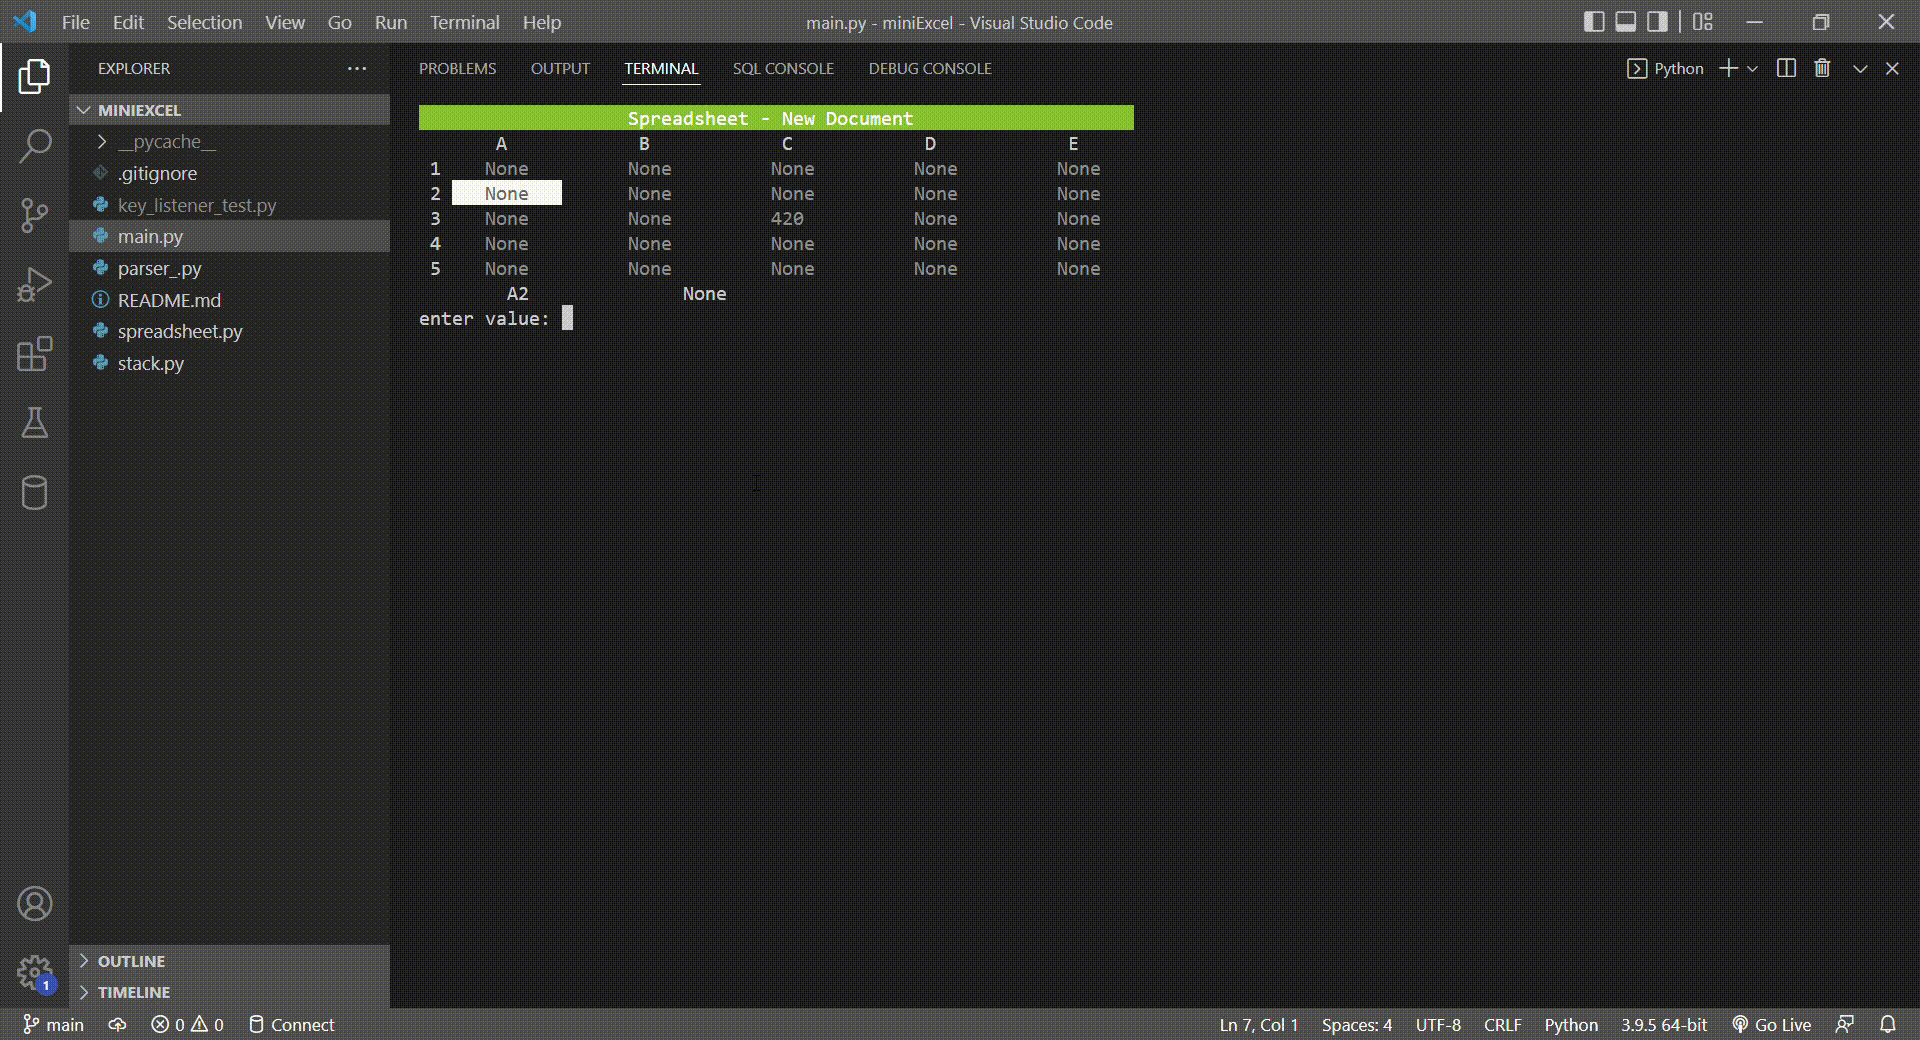 File Edit Selection View Go Run Terminal Help
main.py - miniExcel - Visual Studio Code
EXPLORER
MINIEXCEL
__pycache__
.gitignore
key_listener_test.py
main.py
parser_.py
README.md
spreadsheet.py
stack.py
OUTLINE
TIMELINE
PROBLEMS OUTPUT TERMINAL SQL CONSOLE DEBUG CONSOLE
Python
Spreadsheet - New Document
A B C D E
1 None None None None None
2 None None None None None
3 None None 420 None None
4 None None None None None
5 None None None None None
A2 None
enter value:
1
main 0 0 Connect
Ln 7, Col 1 Spaces: 4 UTF-8 CRLF Python 3.9.5 64-bit Go Live